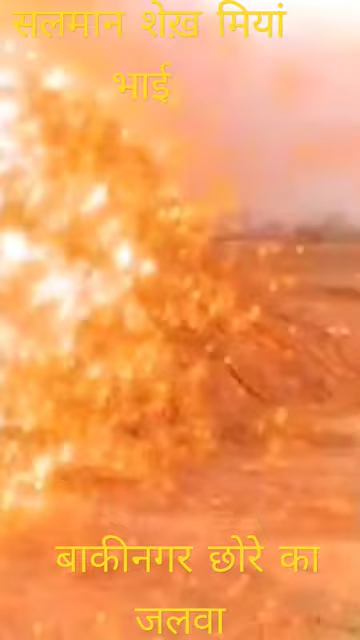 सलमान शेख़ मियां
भाई
बाकीनगर छोरे का
जलवा